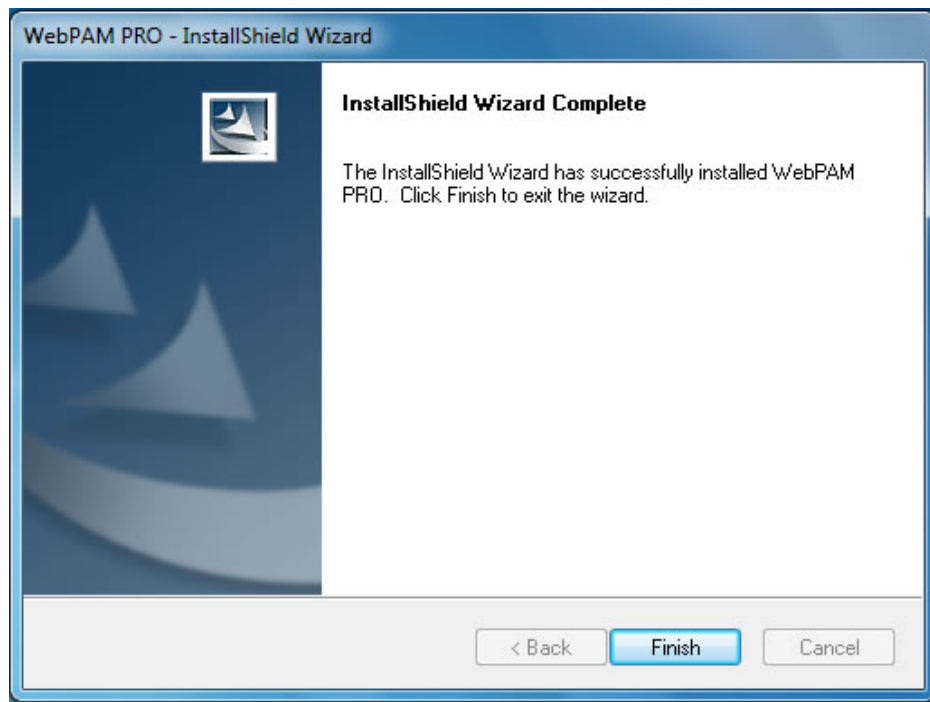 WebPAM PRO - InstallShield Wizard
InstallShield Wizard Complete
The InstallShield Wizard has successfully installed WebPAM
PRO.  Click Finish to exit the wizard.
< Back
Finish
Cancel